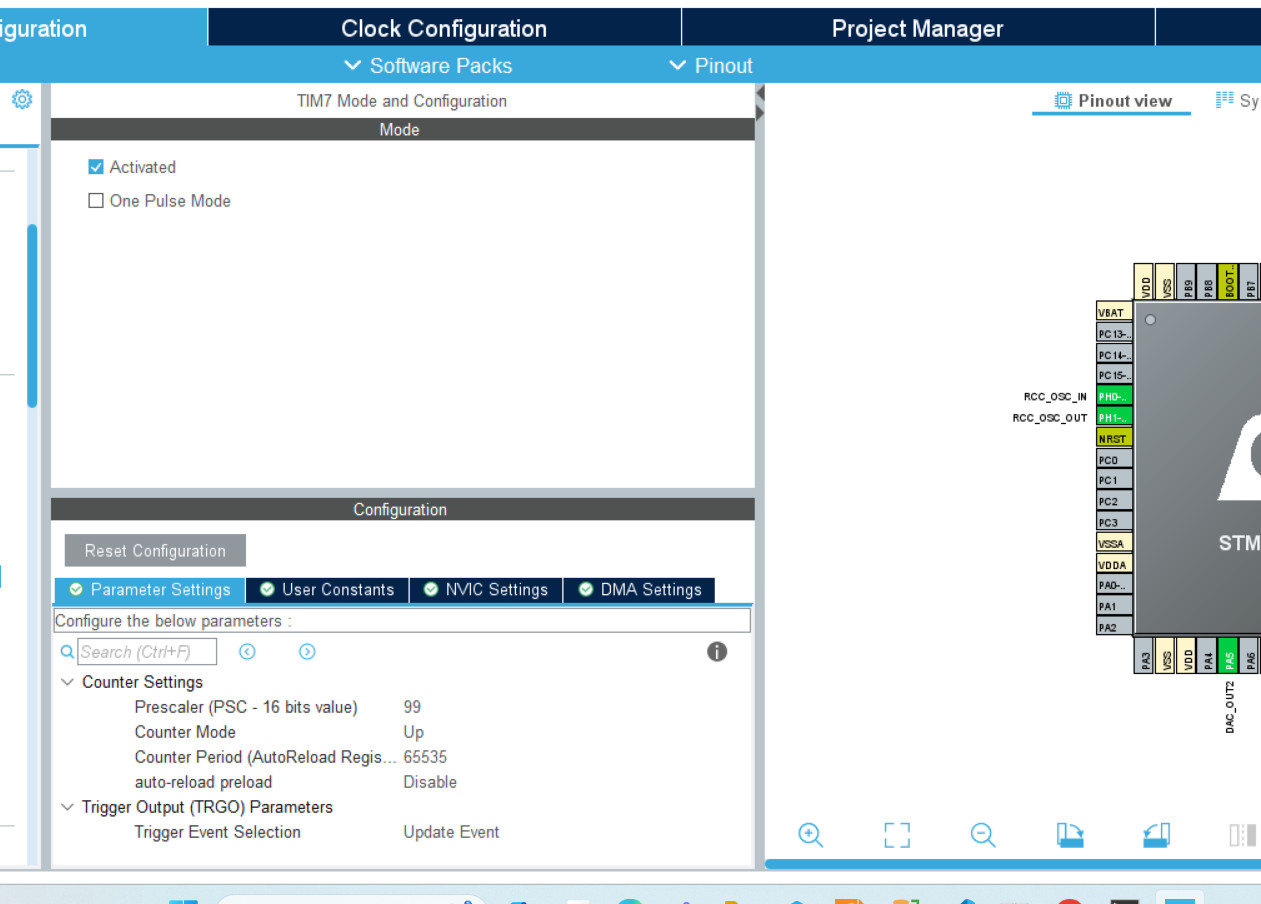 iguration
Clock Configuration
Project Manager
Software Packs
Pinout
TIM7 Mode and Configuration
Pinout view
Sy
Mode
Activated
One Pulse Mode
VDD
VSS
PB9
PB8
BOOT..
PB7
VBAT
PC13-..
PC14-..
PC15-..
RCC_OSC_IN
PH0-..
RCC_OSC_OUT
PH1-..
NRST
PC0
PC1
PC2
PC3
VSSA
VDDA
PA0-..
PA1
PA2
STM
PA3
VSS
VDD
PA4
PA5
PA6
DAC_OUT2
Configuration
Reset Configuration
Parameter Settings
User Constants
NVIC Settings
DMA Settings
Configure the below parameters :
Search (Ctrl+F)
Counter Settings
Prescaler (PSC - 16 bits value) 99
Counter Mode Up
Counter Period (AutoReload Regis... 65535
auto-reload preload Disable
Trigger Output (TRGO) Parameters
Trigger Event Selection Update Event